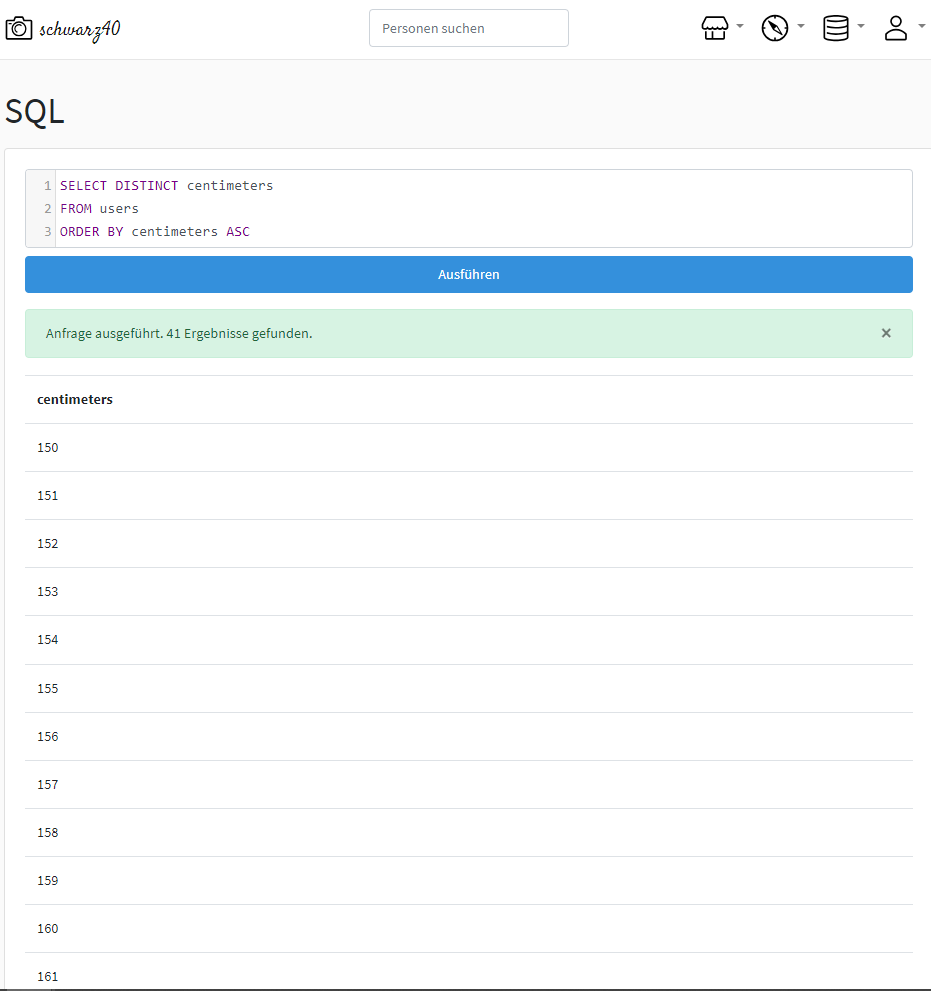 schwarz40
Personen suchen
SQL
1 SELECT DISTINCT centimeters
2 FROM users
3 ORDER BY centimeters ASC
Ausführen
Anfrage ausgeführt. 41 Ergebnisse gefunden. ×
centimeters
150
151
152
153
154
155
156
157
158
159
160
161